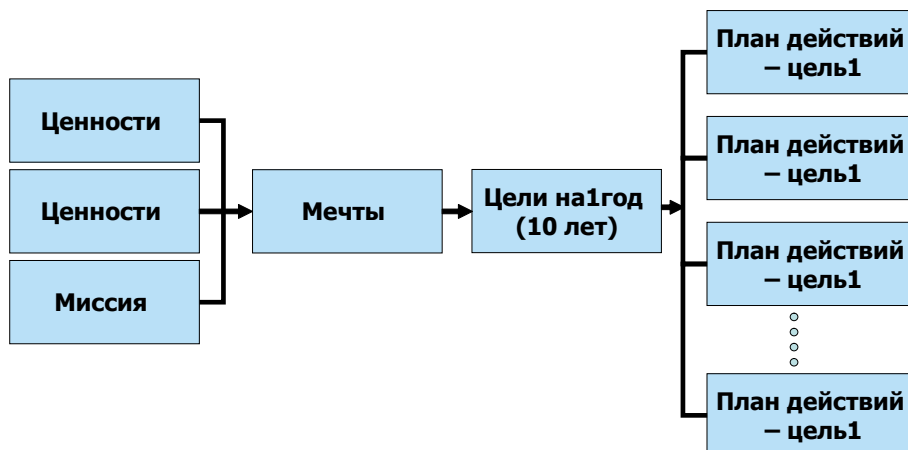 Ценности
Ценности
Миссия
Мечты
Цели на1год
(10 лет)
План действий
– цель1
План действий
– цель1
План действий
– цель1
План действий
– цель1